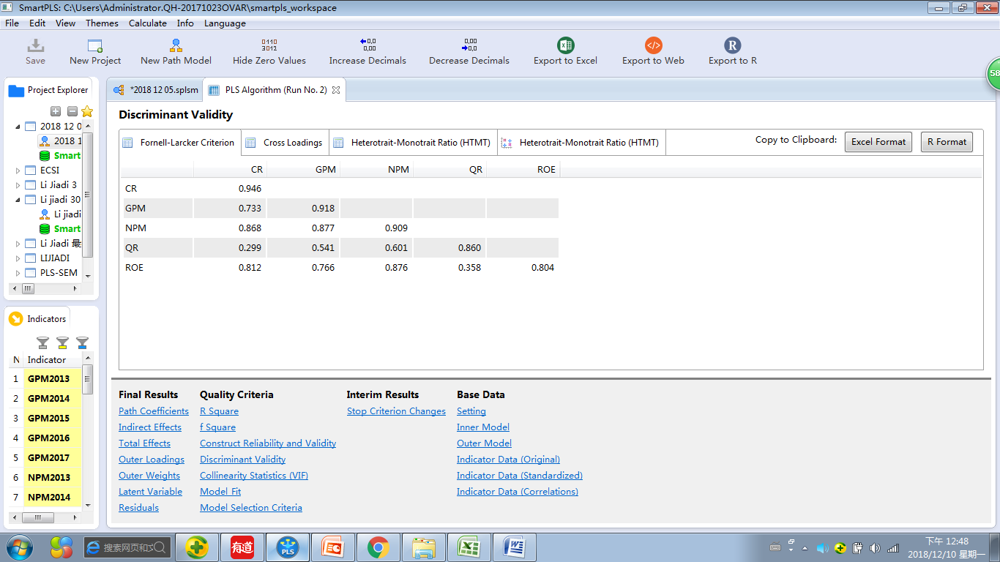 SmartPLS: C:\Users\Administrator.QH-20171023OVAR\smartpls_workspace
File Edit View Themes Calculate Info Language
Save New Project New Path Model Hide Zero Values Increase Decimals Decrease Decimals Export to Excel Export to Web Export to R
58
Project Explorer
2018 12 0
2018 1
Smart
ECSI
Li Jiadi 3
Li jiadi 30
Li jiadi
Smart
Li Jiadi 最
LIJIADI
PLS-SEM
Indicators
N Indicator
1 GPM2013
2 GPM2014
3 GPM2015
4 GPM2016
5 GPM2017
6 NPM2013
7 NPM2014
*2018 12 05.splsm PLS Algorithm (Run No. 2)
Discriminant Validity
Fornell-Larcker Criterion Cross Loadings Heterotrait-Monotrait Ratio (HTMT) Heterotrait-Monotrait Ratio (HTMT) Copy to Clipboard: Excel Format R Format
CR GPM NPM QR ROE
CR 0.946
GPM 0.733 0.918
NPM 0.868 0.877 0.909
QR 0.299 0.541 0.601 0.860
ROE 0.812 0.766 0.876 0.358 0.804
Final Results Quality Criteria Interim Results Base Data
Path Coefficients R Square Stop Criterion Changes Setting
Indirect Effects f Square Inner Model
Total Effects Construct Reliability and Validity Outer Model
Outer Loadings Discriminant Validity Indicator Data (Original)
Outer Weights Collinearity Statistics (VIF) Indicator Data (Standardized)
Latent Variable Model Fit Indicator Data (Correlations)
Residuals Model Selection Criteria
搜索网页和文 有道 PLS
下午 12:48
2018/12/10 星期一